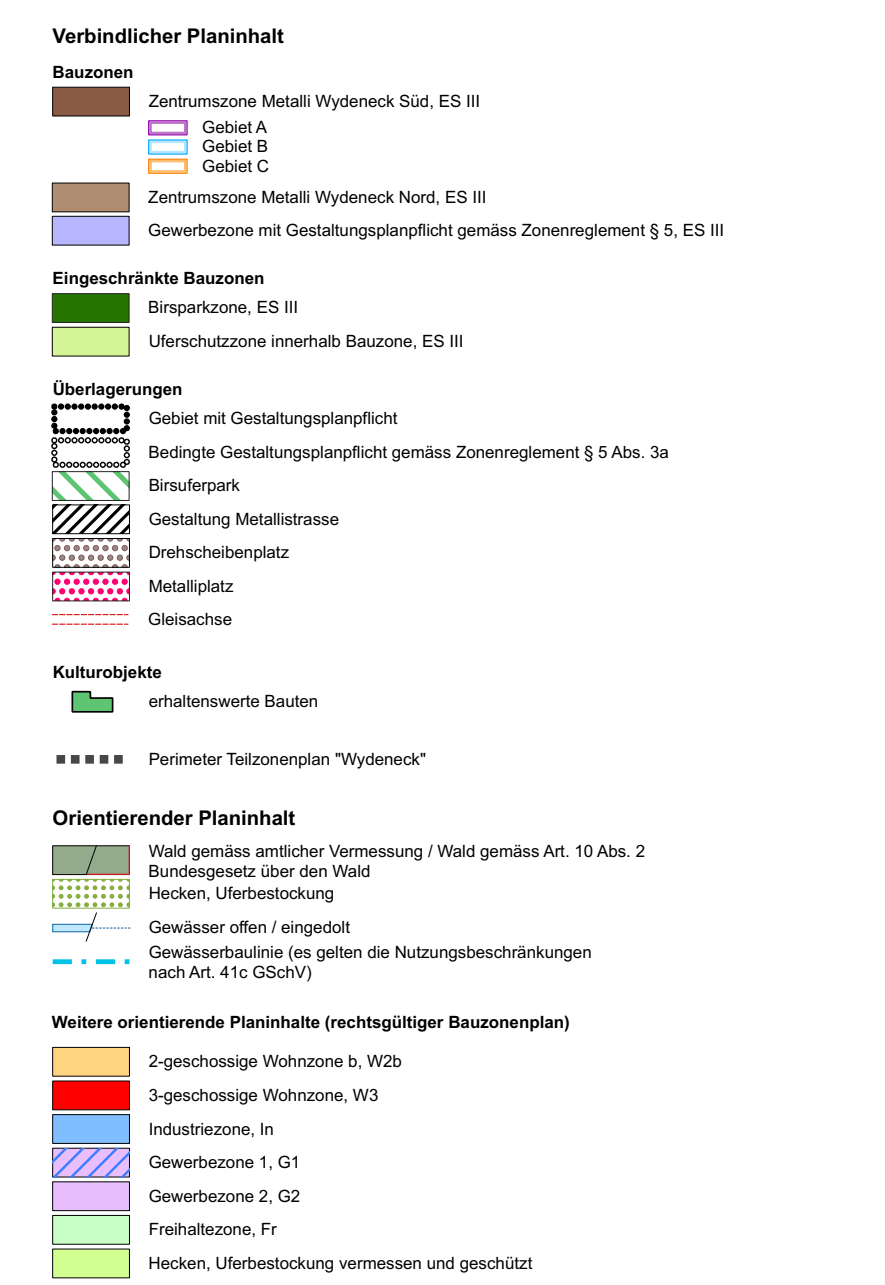 Verbindlicher Planinhalt
Bauzonen
Zentrumszone Metalli Wydeneck Süd, ES III
Gebiet A
Gebiet B
Gebiet C
Zentrumszone Metalli Wydeneck Nord, ES III
Gewerbezone mit Gestaltungsplanpflicht gemäss Zonenreglement § 5, ES III
Eingeschränkte Bauzonen
Birsparkzone, ES III
Uferschutzzone innerhalb Bauzone, ES III
Überlagerungen
Gebiet mit Gestaltungsplanpflicht
Bedingte Gestaltungsplanpflicht gemäss Zonenreglement § 5 Abs. 3a
Birsuferpark
Gestaltung Metallistrasse
Drehscheibenplatz
Metalliplatz
Gleisachse
Kulturobjekte
erhaltenswerte Bauten
Perimeter Teilzonenplan "Wydeneck"
Orientierender Planinhalt
Wald gemäss amtlicher Vermessung / Wald gemäss Art. 10 Abs. 2
Bundesgesetz über den Wald
Hecken, Uferbestockung
Gewässer offen / eingedolt
Gewässerbaulinie (es gelten die Nutzungsbeschränkungen
nach Art. 41c GSchV)
Weitere orientierende Planinhalte (rechtsgültiger Bauzonenplan)
2-geschossige Wohnzone b, W2b
3-geschossige Wohnzone, W3
Industriezone, In
Gewerbezone 1, G1
Gewerbezone 2, G2
Freihaltezone, Fr
Hecken, Uferbestockung vermessen und geschützt